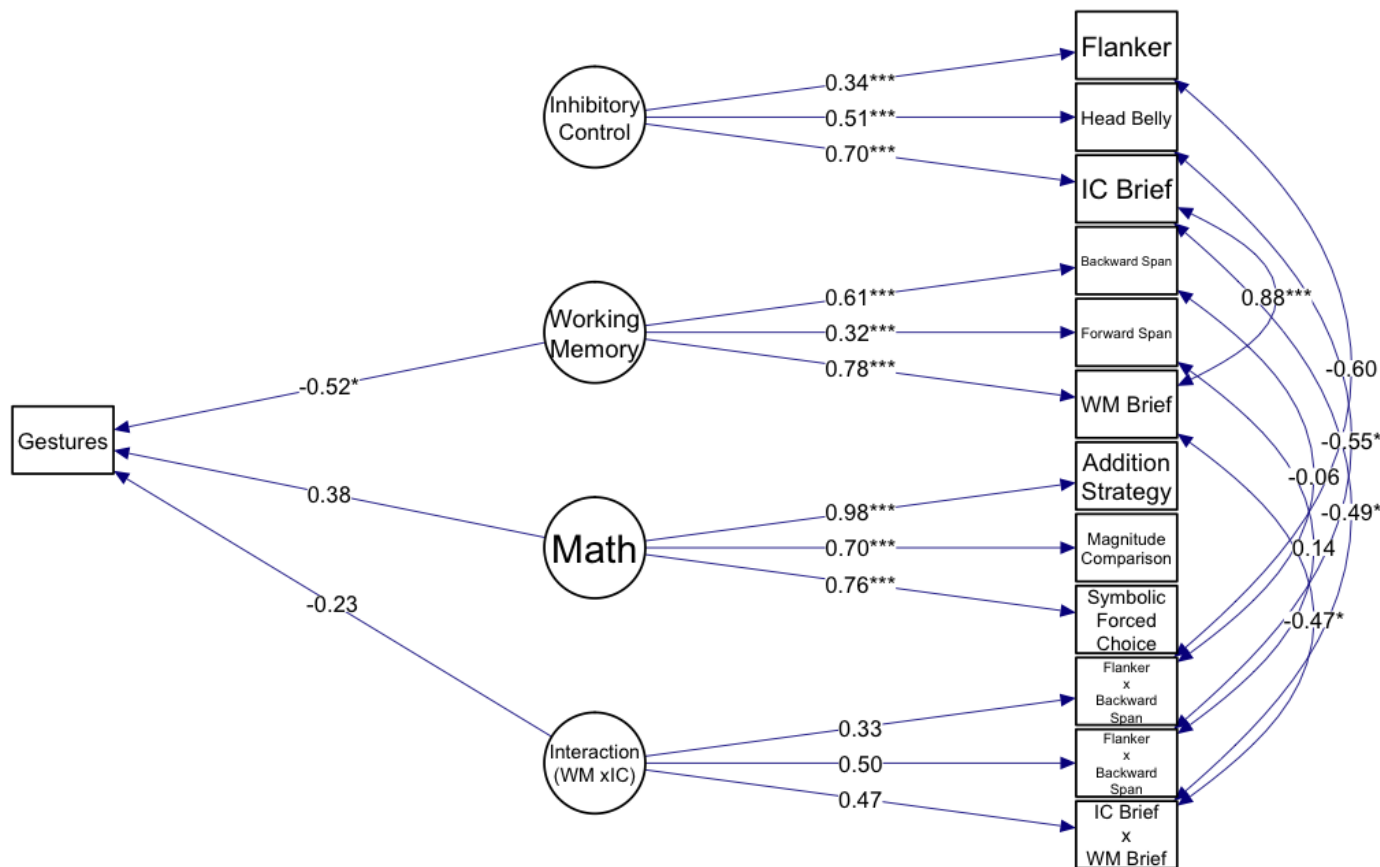 Flanker
0.34***
Inhibitory
Control
0.51***
Head Belly
0.70***
IC Brief
Backward Span
0.61***
0.88***
Working
Memory
0.32***
Forward Span
0.78***
-0.60
-0.52*
WM Brief
Gestures
-0.55*
Addition
Strategy
-0.06
0.38
0.98***
-0.49*
Math
0.70***
Magnitude
Comparison
0.14
0.76***
Symbolic
Forced
Choice
-0.23
-0.47*
Flanker
x
Backward
Span
0.33
Interaction
(WM xIC)
0.50
Flanker
x
Backward
Span
0.47
IC Brief
x
WM Brief